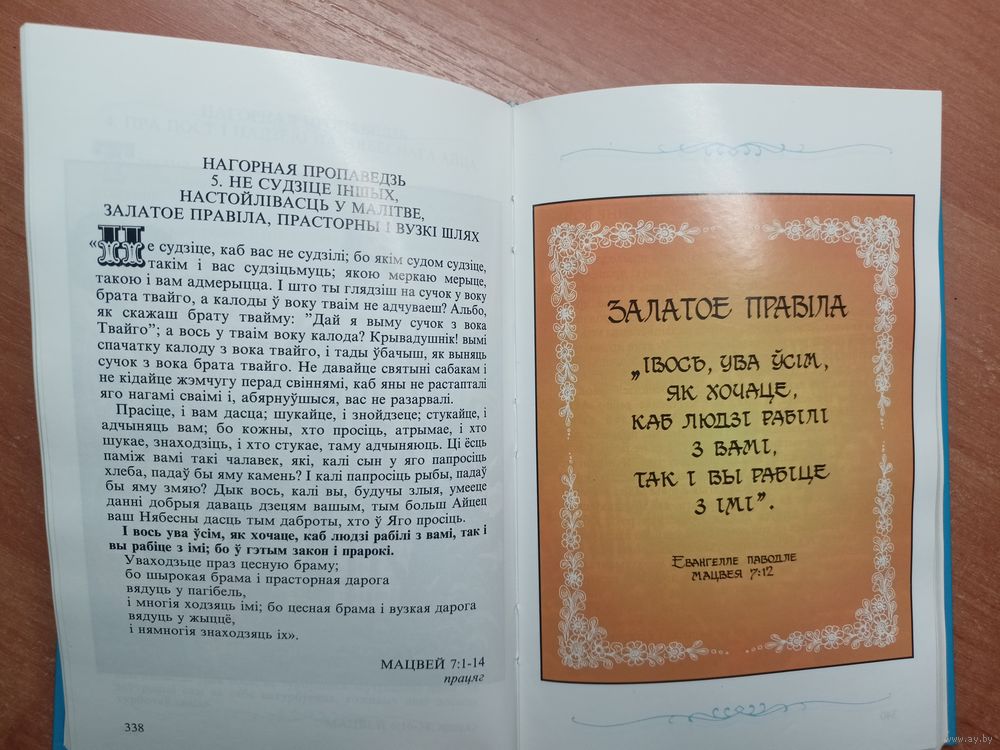 НАГОРНАЯ ПРОПАВЕДЗЬ
5. НЕ СУДЗІЦЕ ІНШЫХ,
НАСТОЙЛІВАСЦЬ У МАЛІТВЕ,
ЗАЛАТОЕ ПРАВІЛА, ПРАСТОРНЫ І ВУЗКІ ШЛЯХ
«Не судзіце, каб вас не судзілі; бо якім судом судзіце,
такім і вас судзіцьмуць; якою меркаю мерыце,
такою і вам адмерыцца. І што ты глядзіш на сучок у воку
брата твайго, а калоды ў воку тваім не адчуваеш? Альбо,
як скажаш брату твайму: "Дай я выму сучок з вока
Твайго"; а вось у тваім воку калода? Крывадушнік! вымі
спачатку калоду з вока твайго, і тады ўбачыш, як выняць
сучок з вока брата твайго. Не давайце святыні сабакам і
не кідайце жэмчугу перад свіннямі, каб яны не растапталі
яго нагамі сваімі і, абярнуўшыся, вас не разарвалі.
Прасіце, і вам дасца; шукайце, і знойдзеце; стукайце, і
адчыняць вам; бо кожны, хто просіць, атрымае, і хто
шукае, знаходзіць, і хто стукае, таму адчыняюць. Ці ёсць
паміж вамі такі чалавек, які, калі сын у яго папросіць
хлеба, падаў бы яму камень? І калі папросіць рыбы, падаў
бы яму змяю? Дык вось, калі вы, будучы злыя, умееце
данні добрыя даваць дзецям вашым, тым больш Айцец
ваш Нябесны дасць тым даброты, хто ў Яго просіць.
І вось ува ўсім, як хочаце, каб людзі рабілі з вамі, так і
вы рабіце з імі; бо ў гэтым закон і прарокі.
Уваходзьце праз цесную браму;
бо шырокая брама і прасторная дарога
вядуць у пагібель,
і многія ходзяць імі; бо цесная брама і вузкая дарога
вядуць у жыццё,
і нямногія знаходзяць іх».
МАЦВЕЙ 7:1-14
працяг
338
ЗАЛАТОЕ ПРАВІЛА
„ІВОСЬ, УВА ЎСІМ,
ЯК ХОЧАЦЕ,
КАБ ЛЮДЗІ РАБІЛІ
З ВАМІ,
ТАК І ВЫ РАБІЦЕ
З ІМІ”.
ЕВАНГЕЛЛЕ ПАВОДЛЕ
МАЦВЕЯ 7:12
www.ay.by